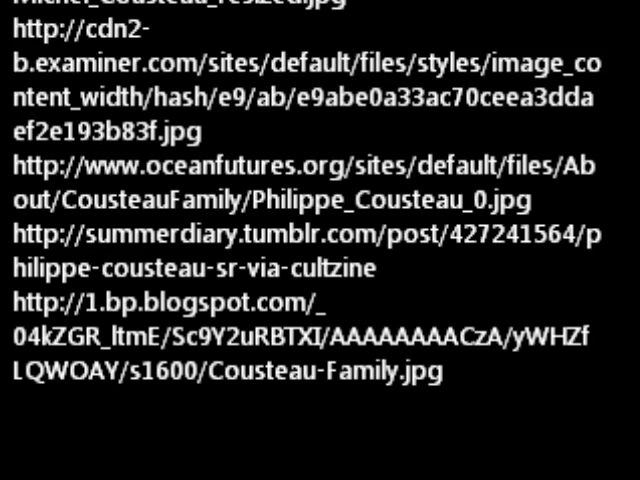 Michel_Cousteau_resized.jpg
http://cdn2-
b.examiner.com/sites/default/files/styles/image_co
ntent_width/hash/e9/ab/e9abe0a33ac70ceea3dda
ef2e193b83f.jpg
http://www.oceanfutures.org/sites/default/files/Ab
out/CousteauFamily/Philippe_Cousteau_0.jpg
http://summerdiary.tumblr.com/post/427241564/p
hilippe-cousteau-sr-via-cultzine
http://1.bp.blogspot.com/_
04kZGR_ltmE/Sc9Y2uRBTXI/AAAAAAAACzA/yWHZf
LQWOAY/s1600/Cousteau-Family.jpg